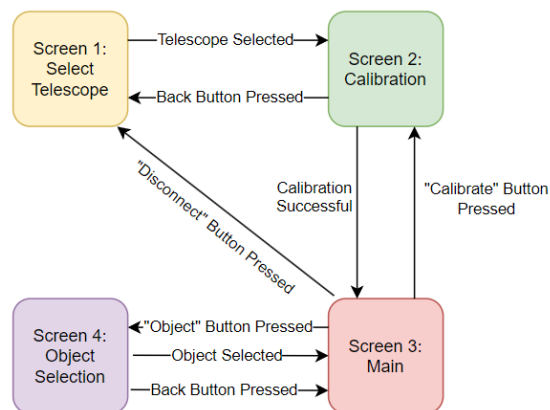 Screen 1:
Select
Telescope
Telescope Selected
Back Button Pressed
Screen 2:
Calibration
"Disconnect" Button Pressed
Calibration
Successful
"Calibrate" Button
Pressed
Screen 4:
Object
Selection
"Object" Button Pressed
Object Selected
Back Button Pressed
Screen 3:
Main